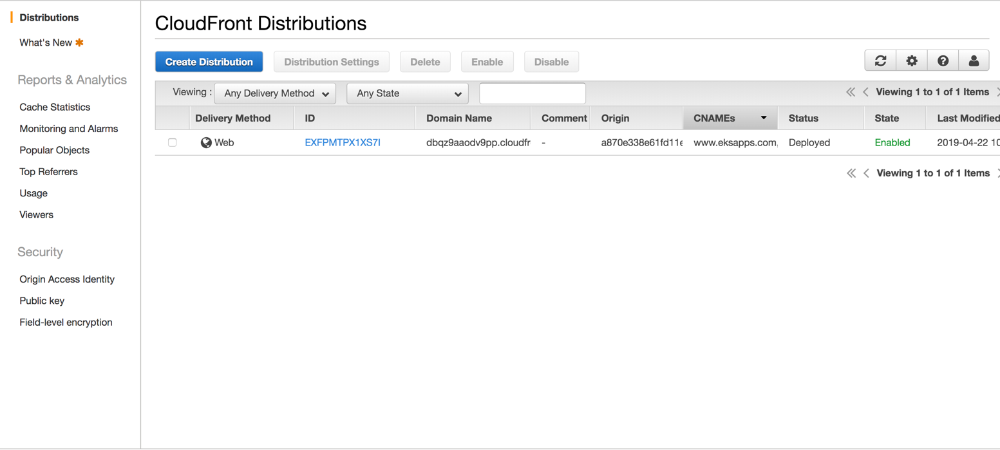 Distributions
What's New
Reports & Analytics
Cache Statistics
Monitoring and Alarms
Popular Objects
Top Referrers
Usage
Viewers
Security
Origin Access Identity
Public key
Field-level encryption
CloudFront Distributions
Create Distribution Distribution Settings Delete Enable Disable
Viewing : Any Delivery Method Any State Viewing 1 to 1 of 1 Items
Delivery Method ID Domain Name Comment Origin CNAMEs Status State Last Modified
Web EXFPMTPX1XS7I dbqz9aaodv9pp.cloudfr - a870e338e61fd11e www.eksapps.com, Deployed Enabled 2019-04-22 10
Viewing 1 to 1 of 1 Items